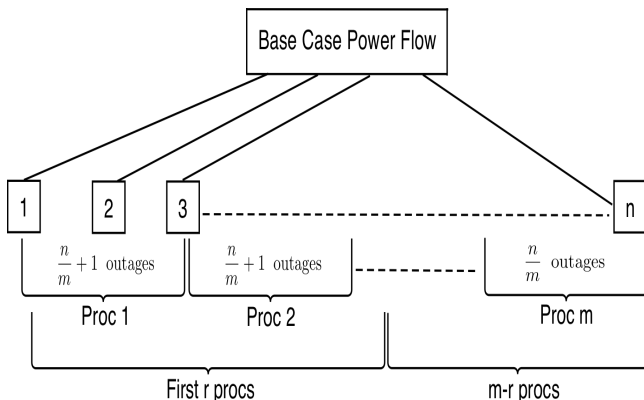 Base Case Power Flow
1 2 3 n
n/m + 1 outages n/m + 1 outages n/m outages
Proc 1 Proc 2 Proc m
First r procs m-r procs